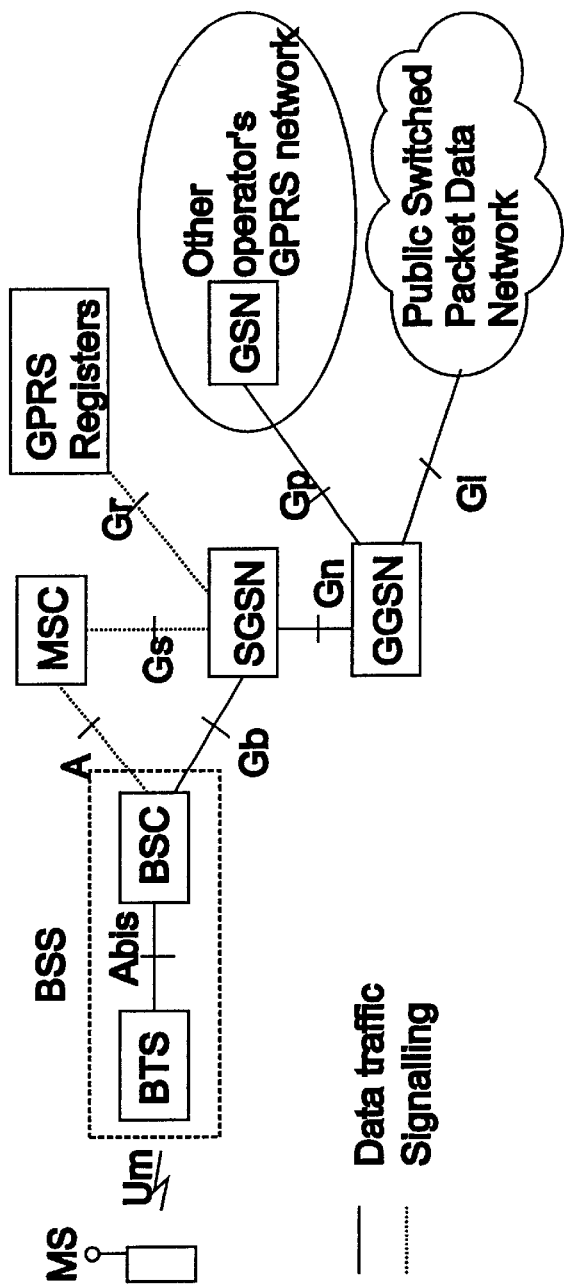 MS
Um
BSS
BTS
Abis
BSC
A
Gb
MSC
Gs
SGSN
Gr
GPRS
Registers
Gn
GGSN
Gp
GSN
Other
operator's
GPRS network
Gi
Public Switched
Packet Data
Network
Data traffic
Signalling